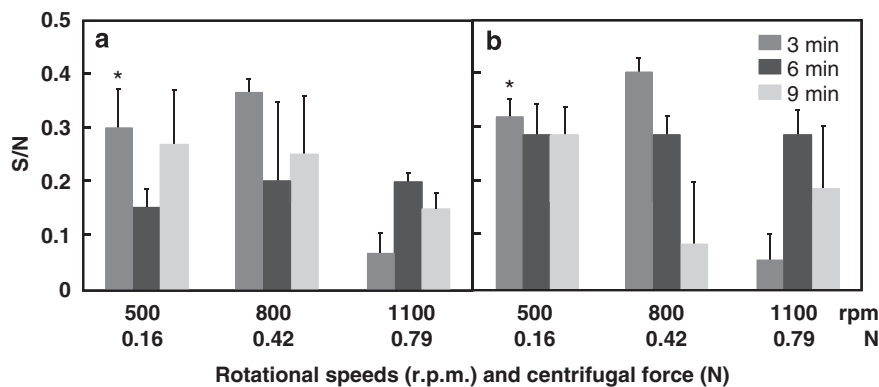 0.5
a
b
3 min
0.4
*
*
6 min
9 min
S/N
0.3
0.2
0.1
0
500 800 1100 500 800 1100 rpm
0.16 0.42 0.79 0.16 0.42 0.79 N
Rotational speeds (r.p.m.) and centrifugal force (N)